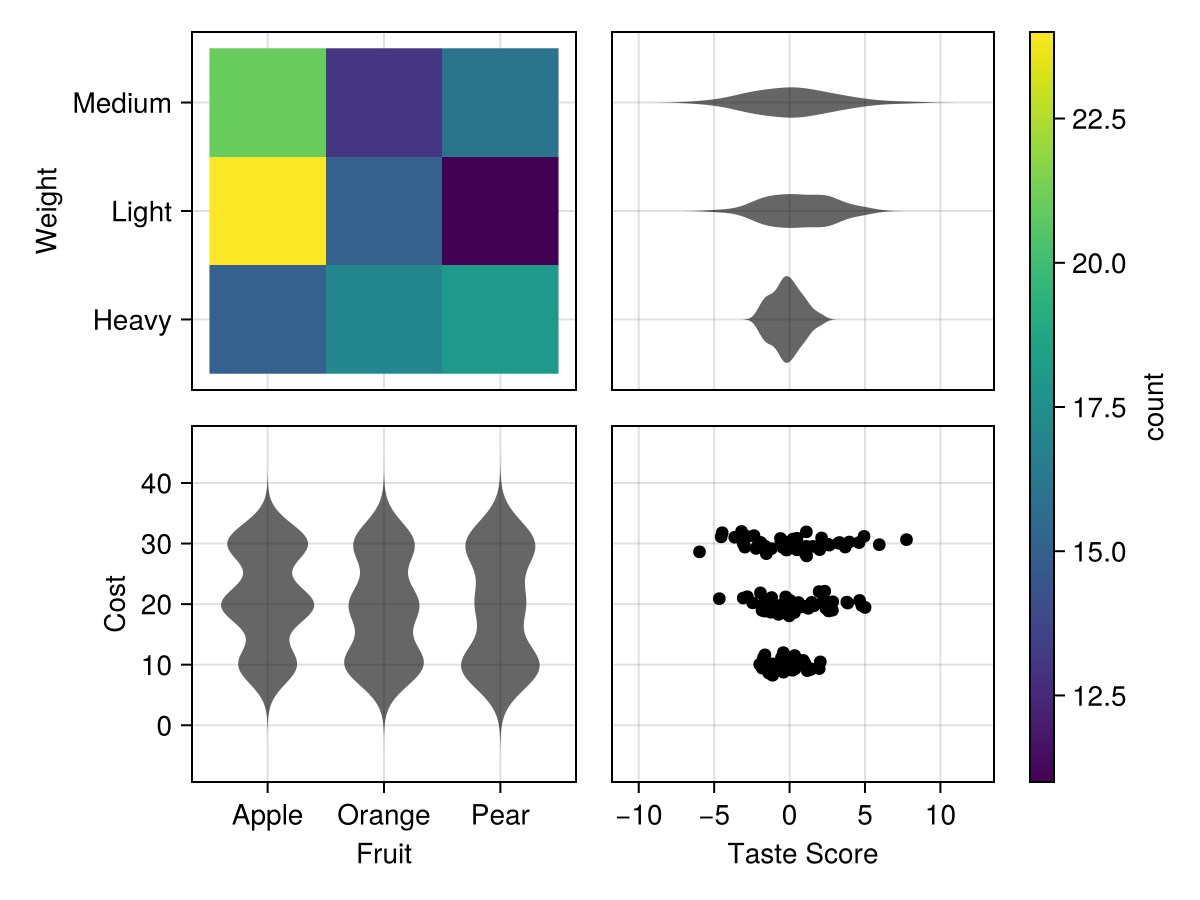 Weight
Medium
Light
Heavy
Cost
40
30
20
10
0
Apple Orange Pear
Fruit
−10 −5 0 5 10
Taste Score
22.5
20.0
17.5
15.0
12.5
count